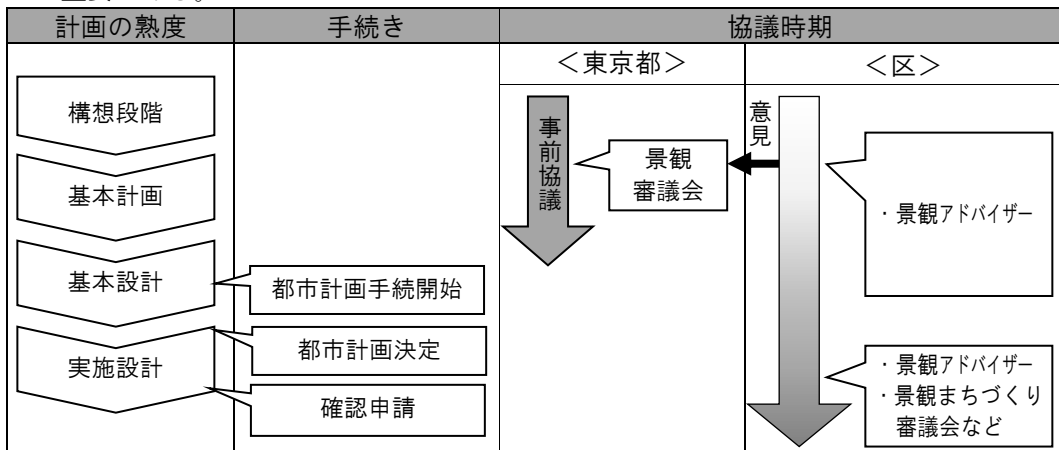 計画の熟度
手続き
協議時期
＜東京都＞
＜区＞
構想段階
基本計画
基本設計
実施設計
都市計画手続開始
都市計画決定
確認申請
事前協議
景観
審議会
意見
・景観アドバイザー
・景観アドバイザー
・景観まちづくり
審議会など